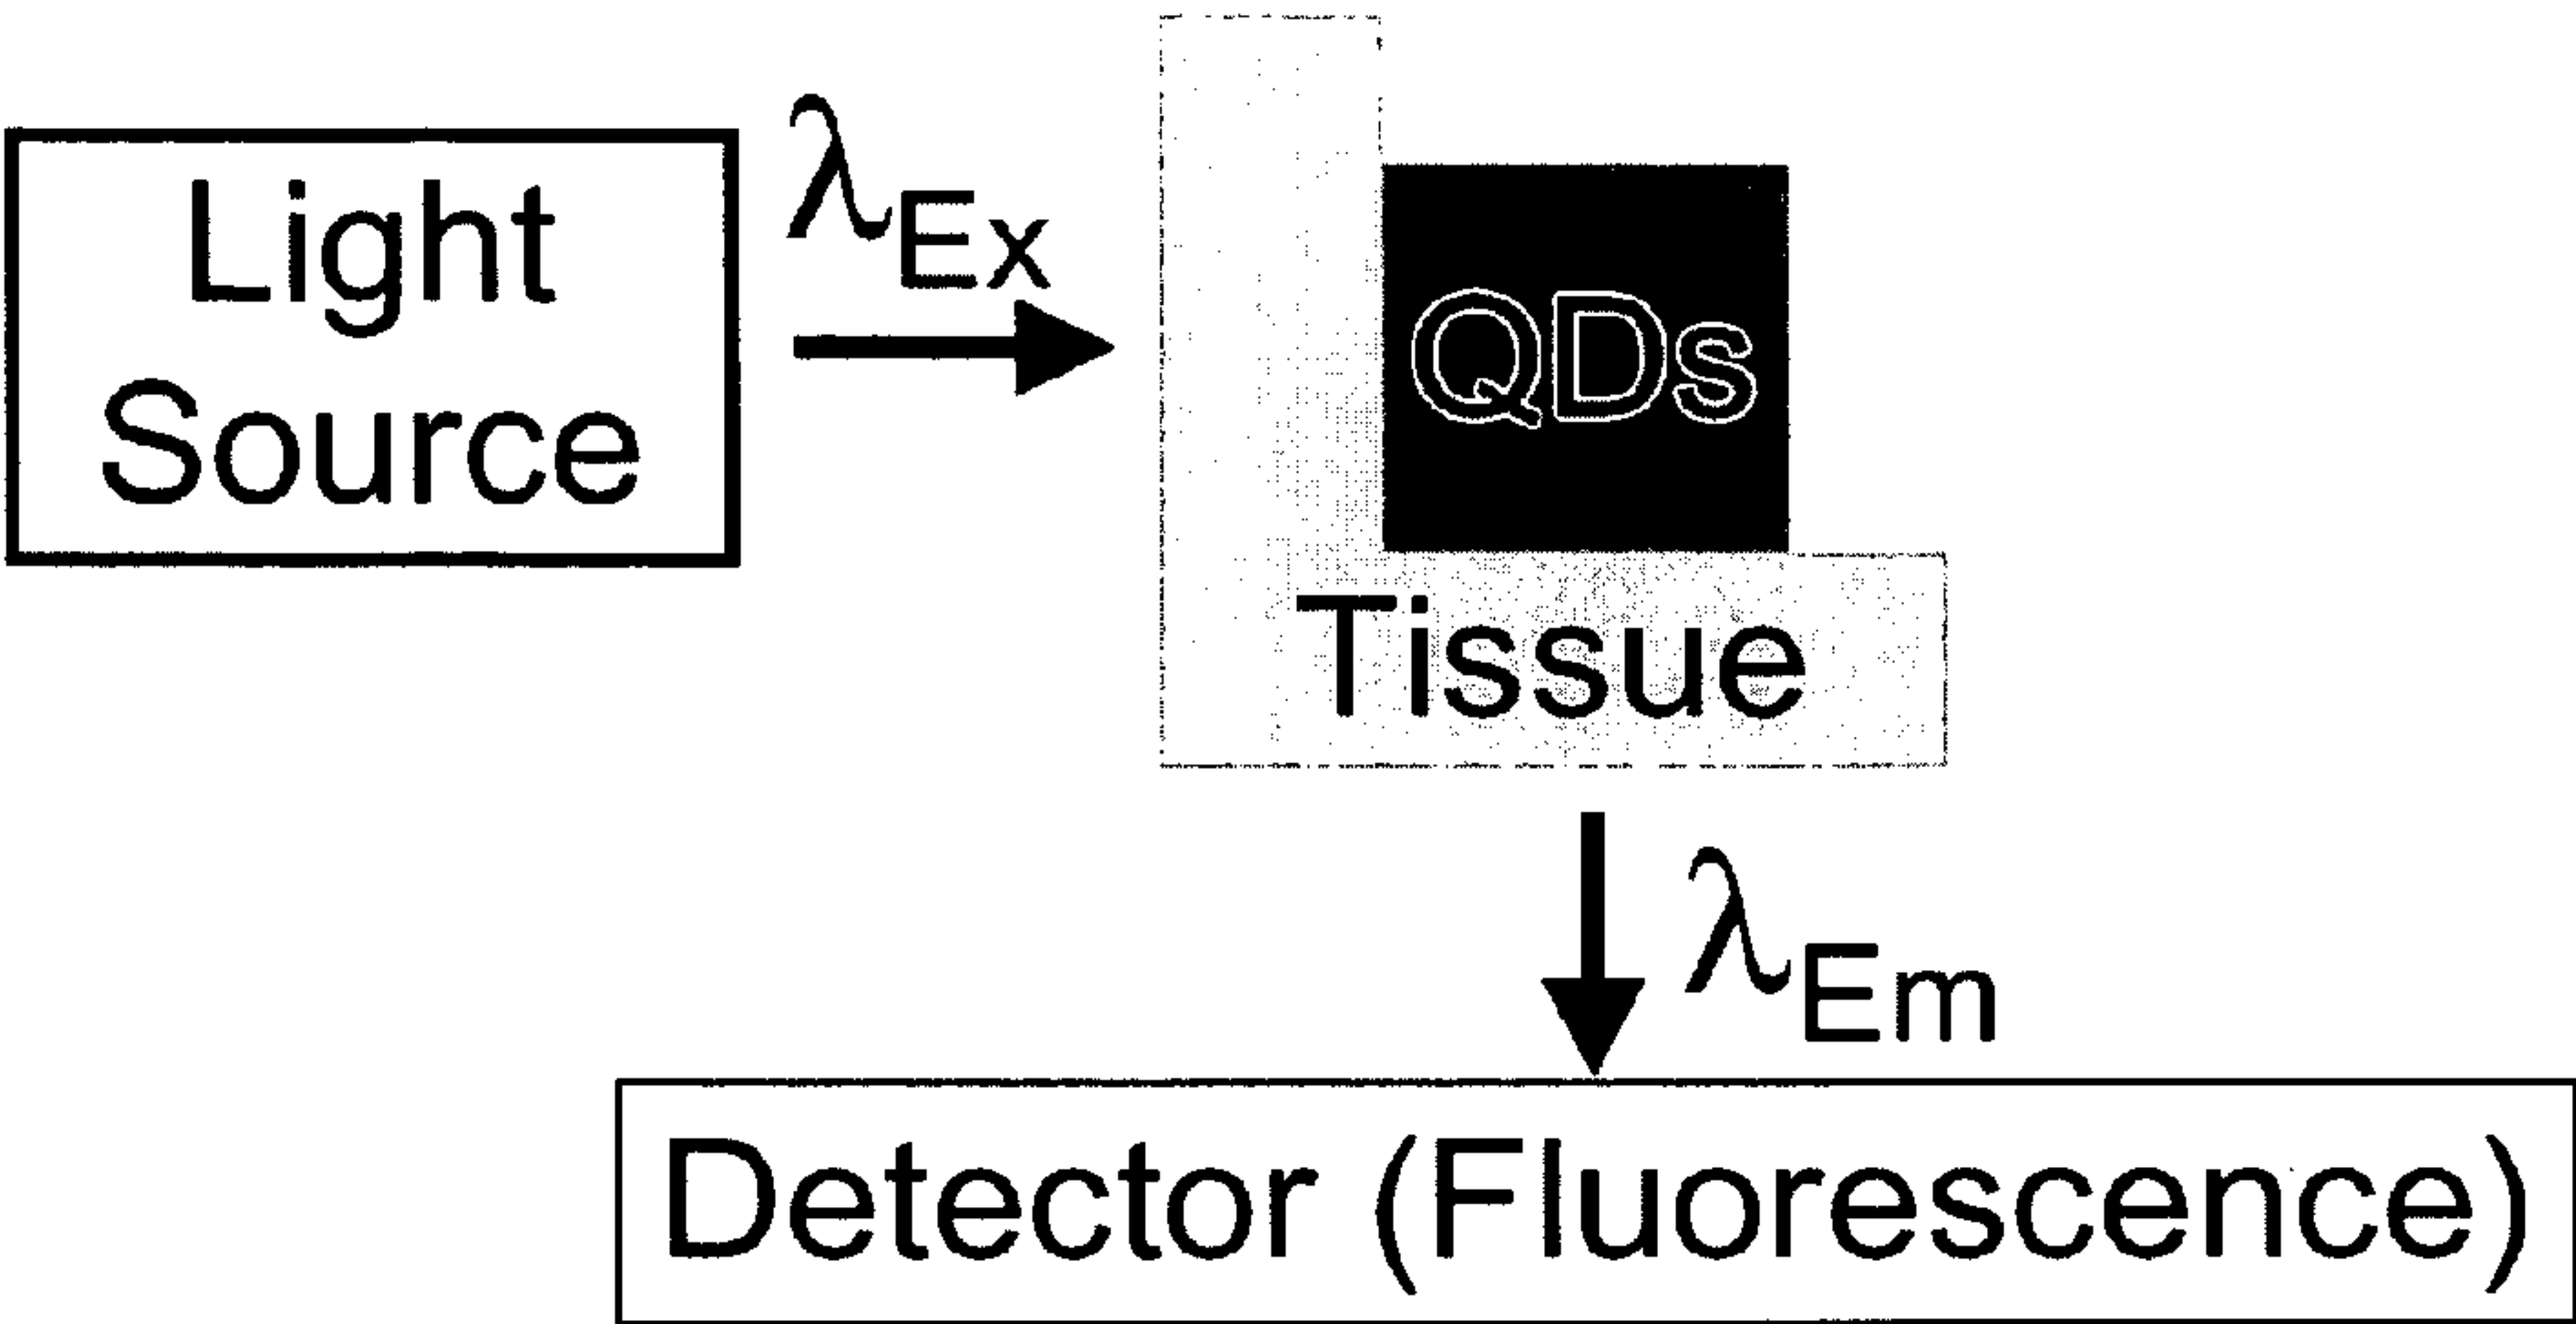 Light
Source
λEx
QDs
Tissue
λEm
Detector (Fluorescence)